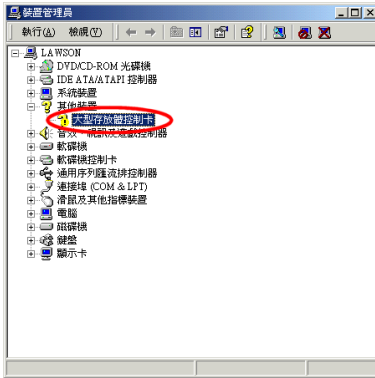 裝置管理員
執行(A) 檢視(V)
LAWSON
DVD/CD-ROM 光碟機
IDE ATA/ATAPI 控制器
系統裝置
其他裝置
大型存放體控制卡
音效、視訊及遊戲控制器
軟碟機
軟碟機控制卡
通用序列匯流排控制器
連接埠 (COM & LPT)
滑鼠及其他指標裝置
電腦
磁碟機
鍵盤
顯示卡